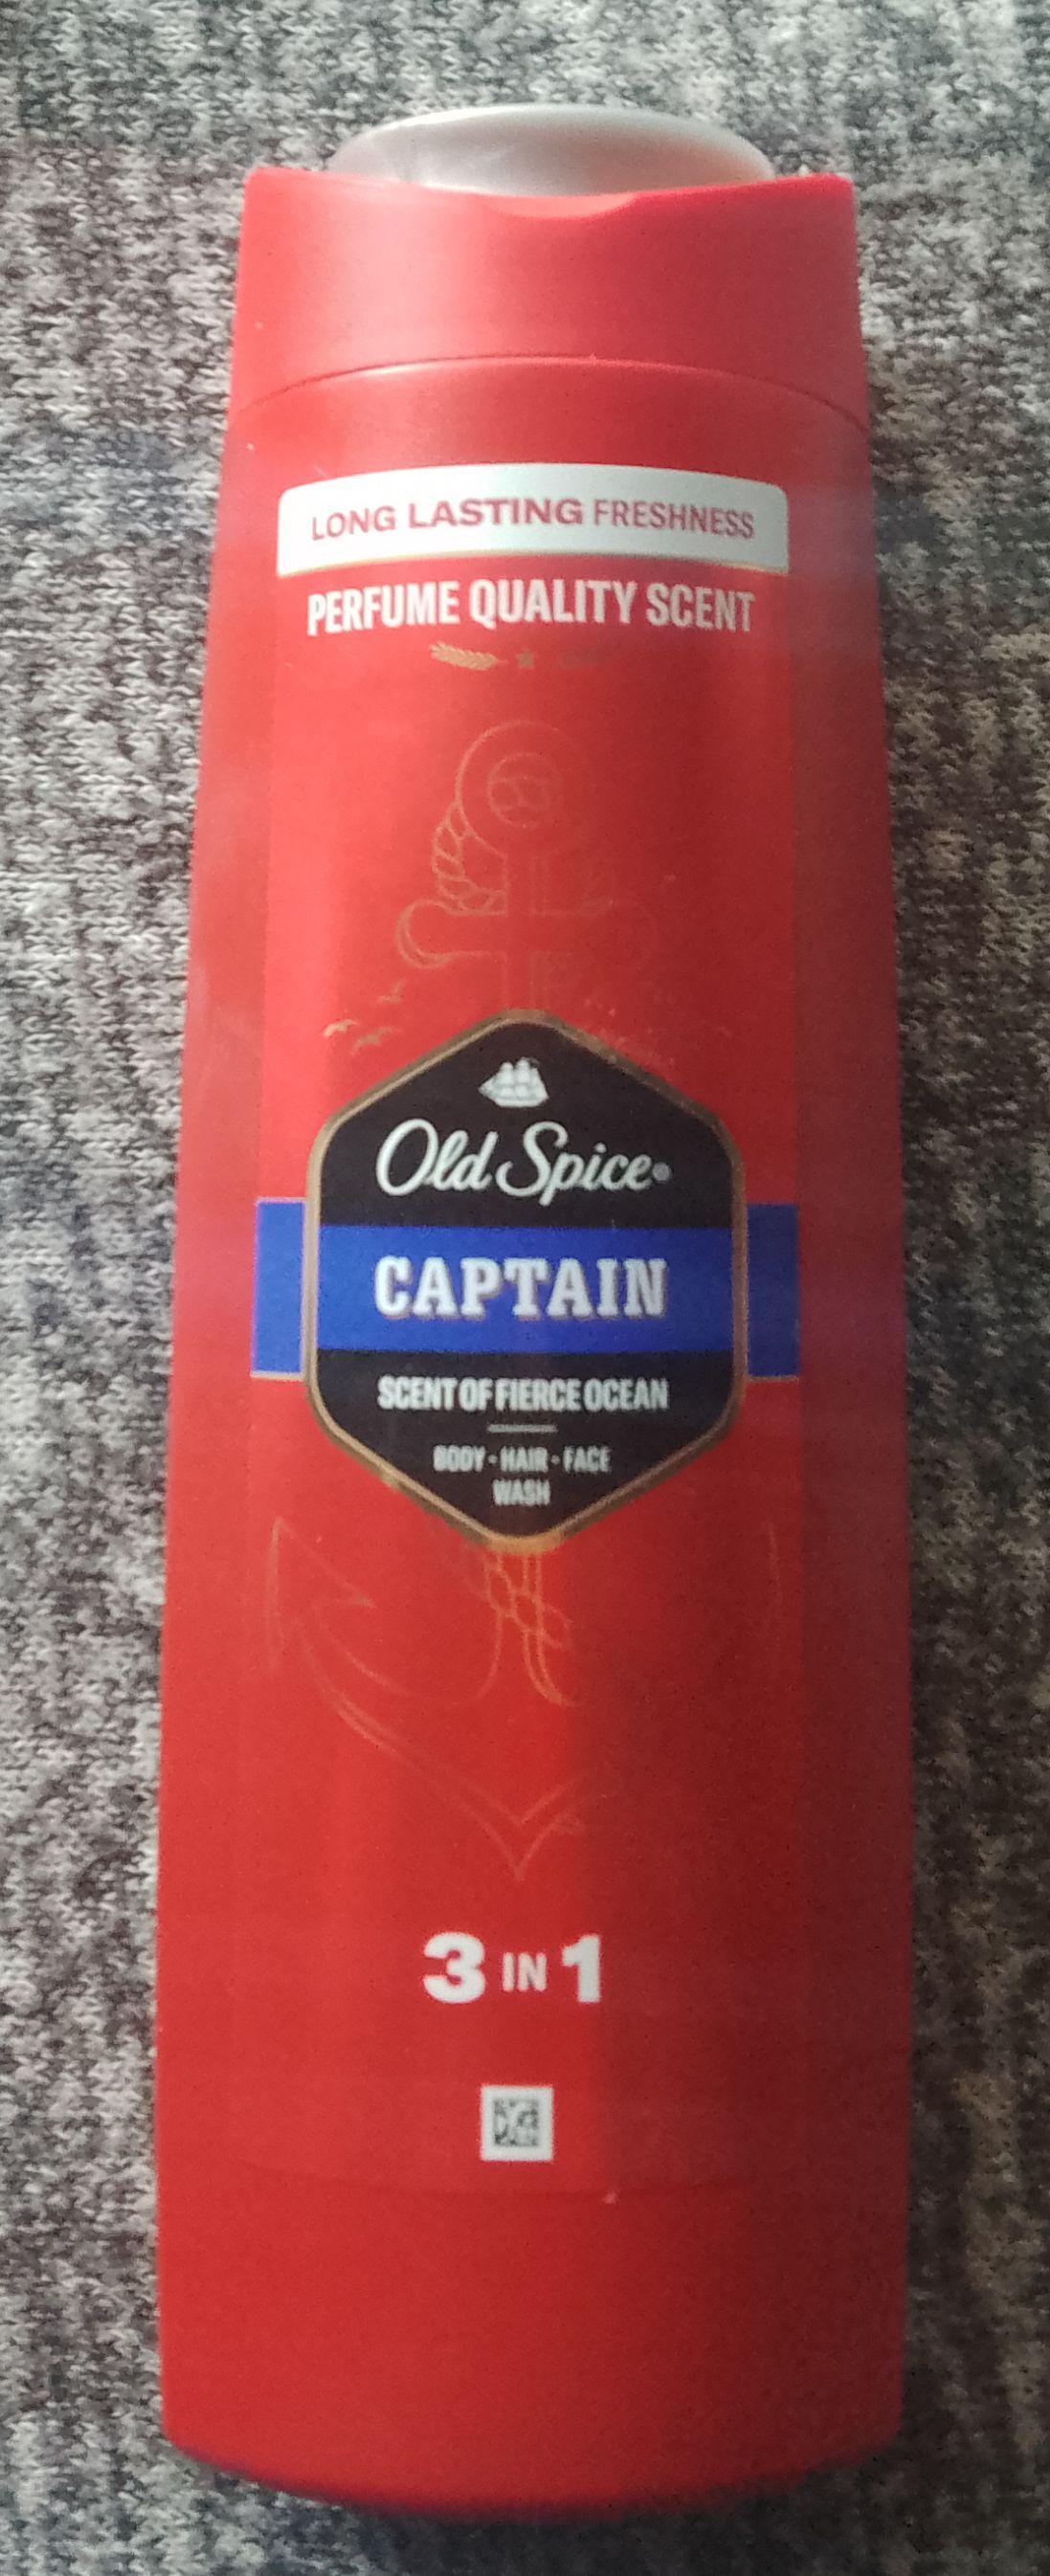 LONG LASTING FRESHNESS
PERFUME QUALITY SCENT
Old Spice
CAPTAIN
SCENT OF FIERCE OCEAN
BODY · HAIR · FACE
WASH
3 IN 1